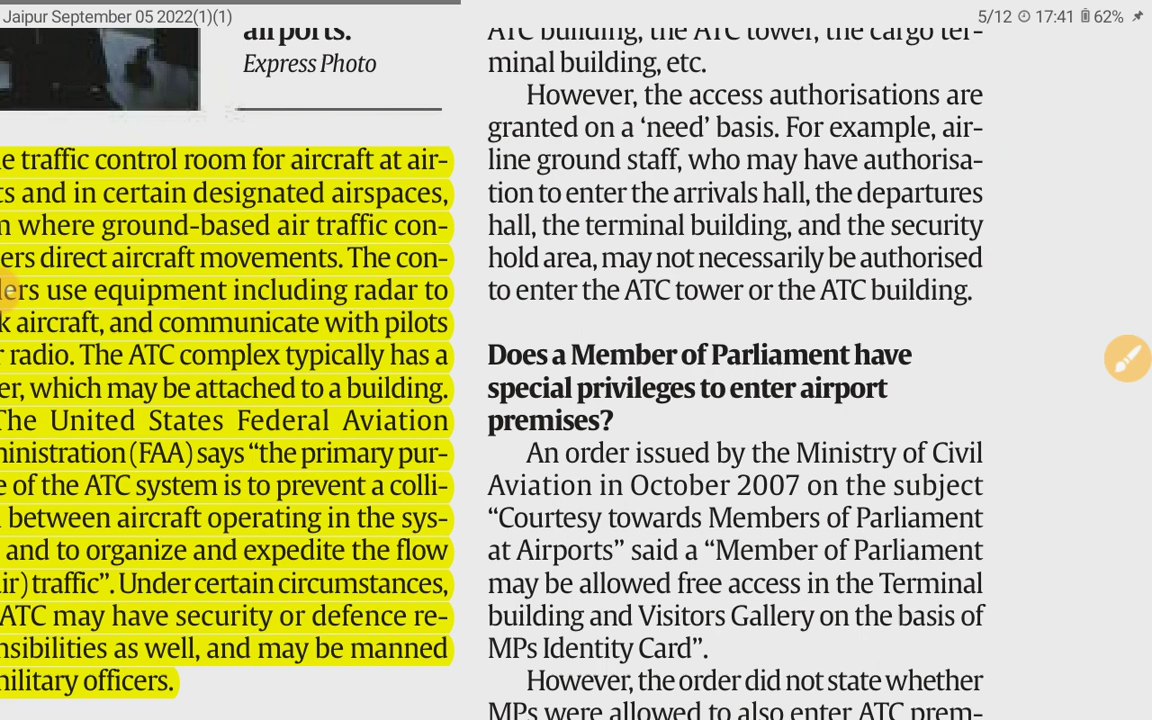 Jaipur September 05 2022(1)(1)
5/12 17:41 62%
airports.
Express Photo
traffic control room for aircraft at air-
and in certain designated airspaces,
where ground-based air traffic con-
direct aircraft movements. The con-
use equipment including radar to
aircraft, and communicate with pilots
radio. The ATC complex typically has a
which may be attached to a building.
The United States Federal Aviation
(FAA) says “the primary pur-
of the ATC system is to prevent a colli-
between aircraft operating in the sys-
and to organize and expedite the flow
traffic”. Under certain circumstances,
ATC may have security or defence re-
as well, and may be manned
officers.
ATC building, the ATC tower, the cargo ter-
minal building, etc.
However, the access authorisations are
granted on a ‘need’ basis. For example, air-
line ground staff, who may have authorisa-
tion to enter the arrivals hall, the departures
hall, the terminal building, and the security
hold area, may not necessarily be authorised
to enter the ATC tower or the ATC building.
Does a Member of Parliament have
special privileges to enter airport
premises?
An order issued by the Ministry of Civil
Aviation in October 2007 on the subject
“Courtesy towards Members of Parliament
at Airports” said a “Member of Parliament
may be allowed free access in the Terminal
building and Visitors Gallery on the basis of
MPs Identity Card”.
However, the order did not state whether
MPs were allowed to also enter ATC prem-